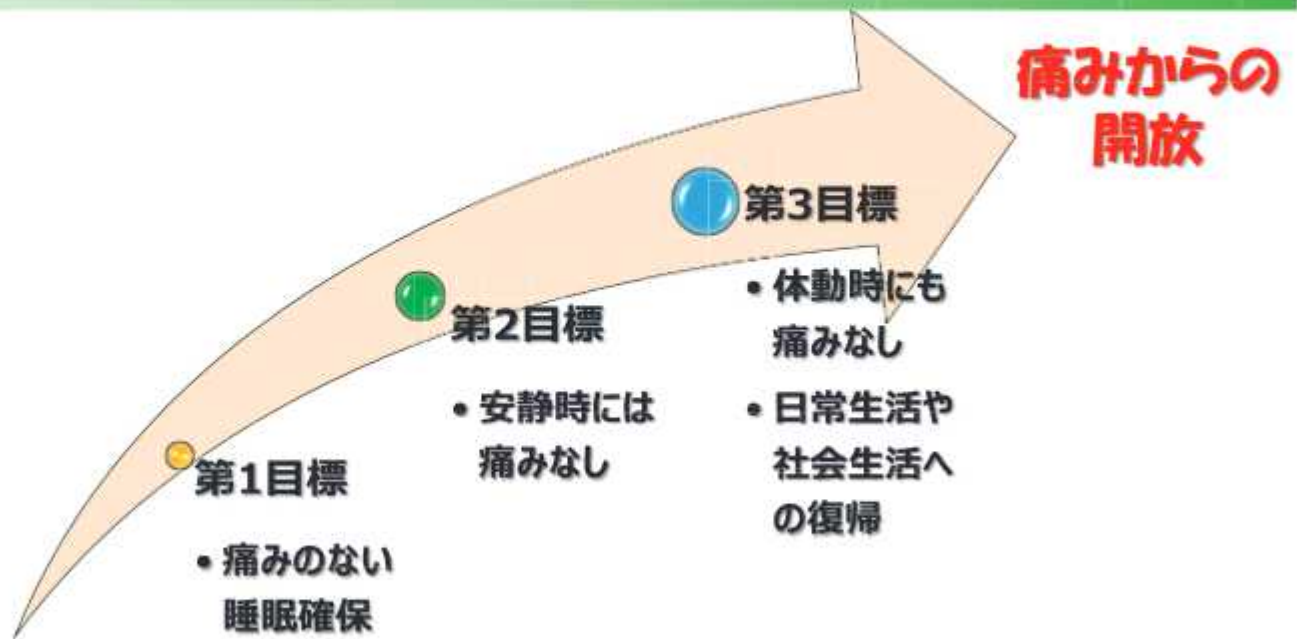 痛みからの
開放
第3目標
• 体動時にも
痛みなし
• 日常生活や
社会生活へ
の復帰
第2目標
• 安静時には
痛みなし
第1目標
• 痛みのない
睡眠確保